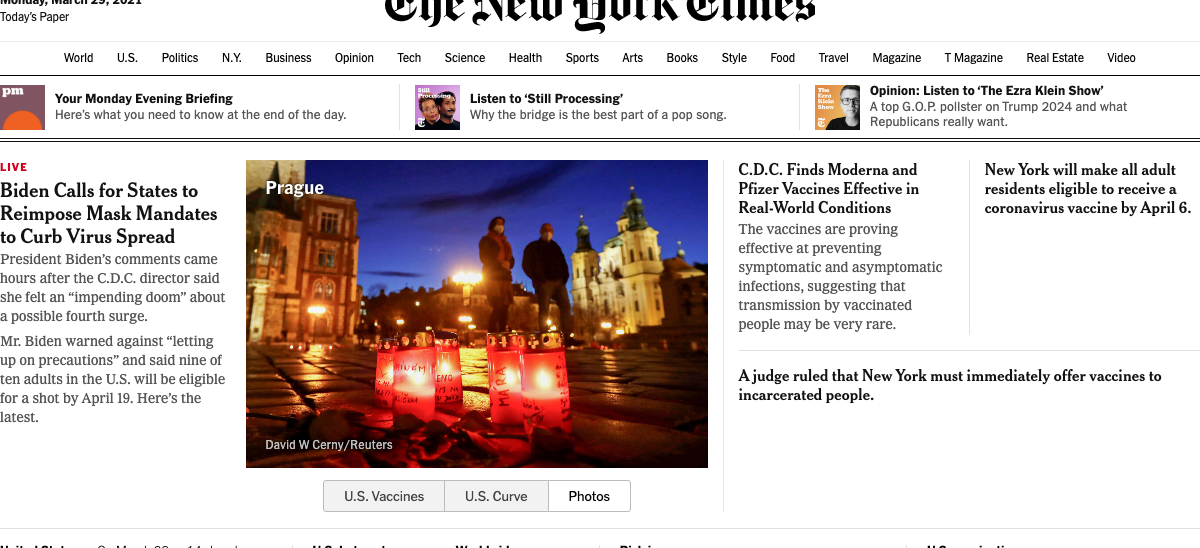 Monday, March 29, 2021
Today's Paper
The New York Times
World U.S. Politics N.Y. Business Opinion Tech Science Health Sports Arts Books Style Food Travel Magazine T Magazine Real Estate Video
pm
Your Monday Evening Briefing
Here's what you need to know at the end of the day.
Still
Processing
Listen to ‘Still Processing’
Why the bridge is the best part of a pop song.
The
Ezra
Klein
Show
Opinion: Listen to ‘The Ezra Klein Show’
A top G.O.P. pollster on Trump 2024 and what
Republicans really want.
LIVE
Biden Calls for States to
Reimpose Mask Mandates
to Curb Virus Spread
President Biden’s comments came
hours after the C.D.C. director said
she felt an “impending doom” about
a possible fourth surge.
Mr. Biden warned against “letting
up on precautions” and said nine of
ten adults in the U.S. will be eligible
for a shot by April 19. Here’s the
latest.
Prague
David W Cerny/Reuters
U.S. Vaccines U.S. Curve Photos
C.D.C. Finds Moderna and
Pfizer Vaccines Effective in
Real-World Conditions
The vaccines are proving
effective at preventing
symptomatic and asymptomatic
infections, suggesting that
transmission by vaccinated
people may be very rare.
New York will make all adult
residents eligible to receive a
coronavirus vaccine by April 6.
A judge ruled that New York must immediately offer vaccines to
incarcerated people.